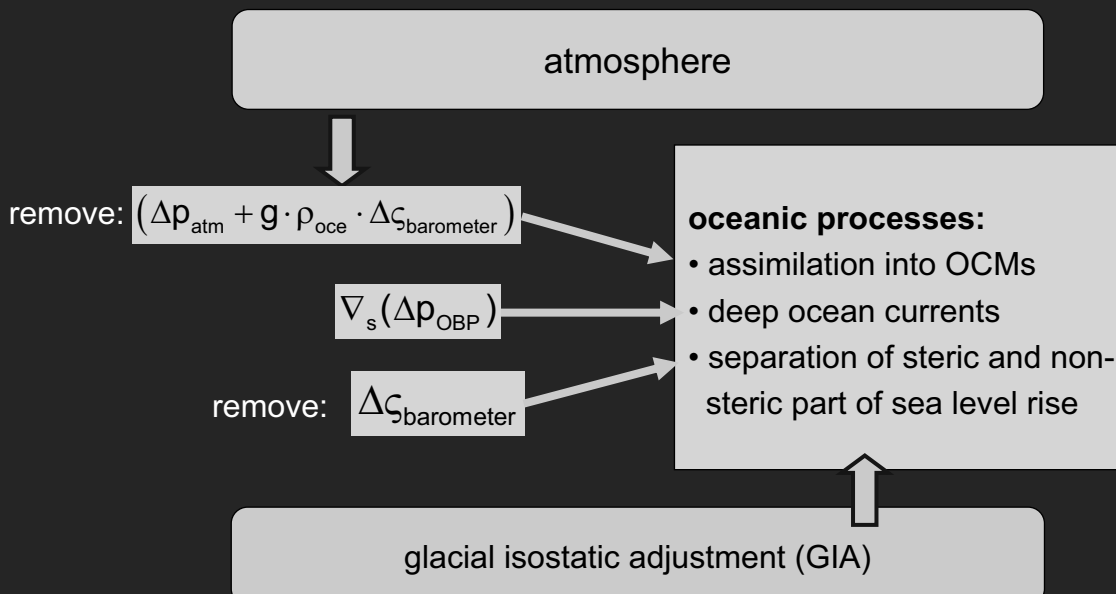 atmosphere
remove: (Δp_atm + g · ρ_oce · Δς_barometer)
oceanic processes:
• assimilation into OCMs
∇_s(Δp_OBP)
• deep ocean currents
• separation of steric and non-
steric part of sea level rise
remove: Δς_barometer
glacial isostatic adjustment (GIA)